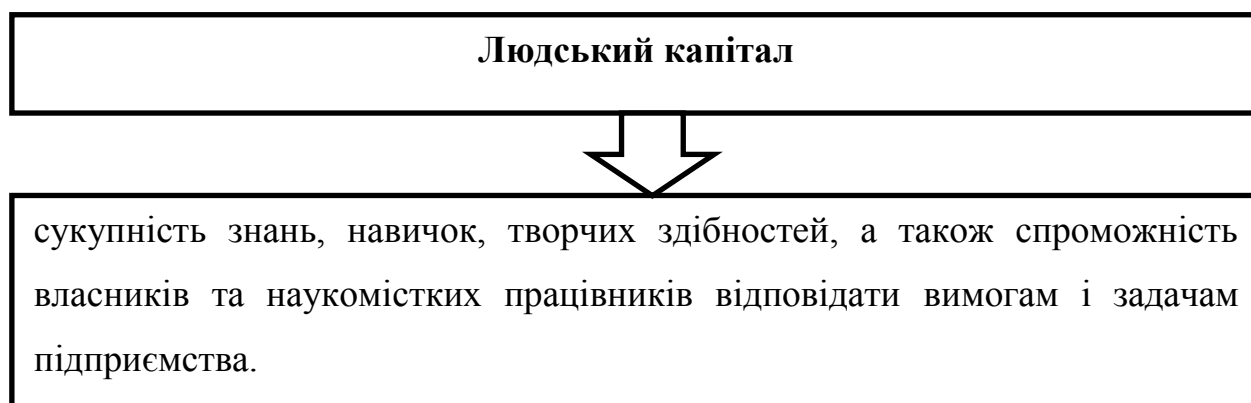 Людський капітал
сукупність знань, навичок, творчих здібностей, а також спроможність
власників та наукомістких працівників відповідати вимогам і задачам
підприємства.